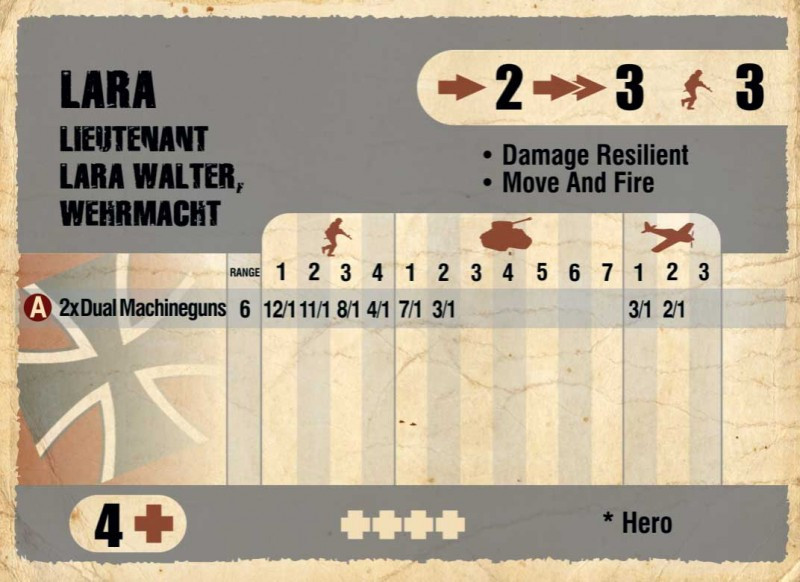 LARA
2 3 3
LIEUTENANT
LARA WALTER,
WEHRMACHT
• Damage Resilient
• Move And Fire
RANGE 1 2 3 4 1 2 3 4 5 6 7 1 2 3
A 2x Dual Machineguns 6 12/1 11/1 8/1 4/1 7/1 3/1 3/1 2/1
4
* Hero